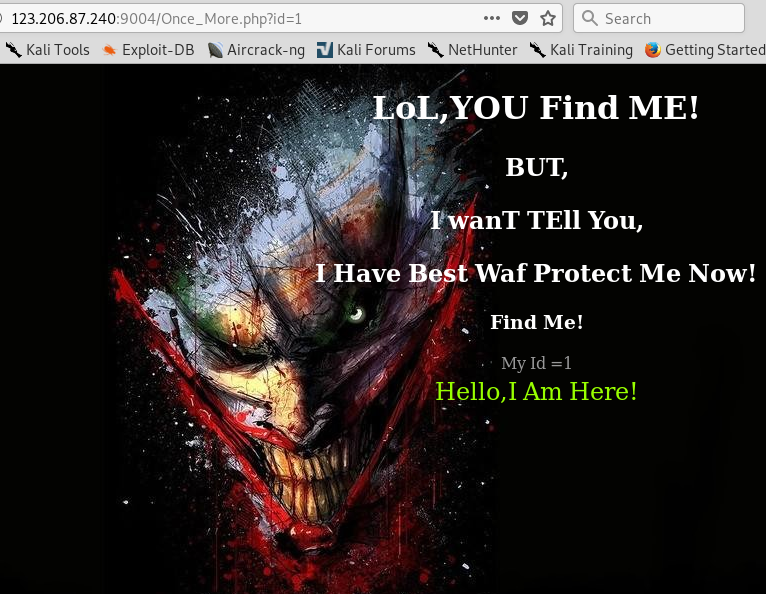 123.206.87.240:9004/Once_More.php?id=1
Search
Kali Tools Exploit-DB Aircrack-ng Kali Forums NetHunter Kali Training Getting Started
LoL,YOU Find ME!
BUT,
I wanT TEll You,
I Have Best Waf Protect Me Now!
Find Me!
My Id =1
Hello,I Am Here!